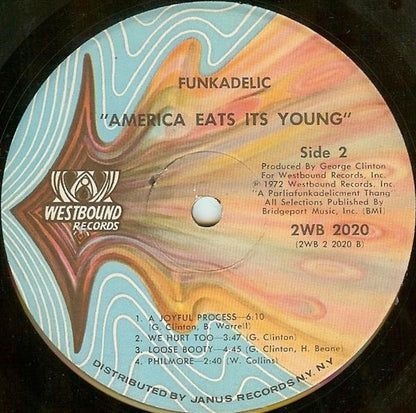 FUNKADELIC
"AMERICA EATS ITS YOUNG"
Side 2
Produced By George Clinton
For Westbound Records, Inc.
℗ 1972 Westbound Records, Inc.
"A Parliafunkadelicment Thang"
All Selections Published By
Bridgeport Music, Inc. (BMI)
WESTBOUND
RECORDS
2WB 2020
(2WB 2 2020 B)
1. A JOYFUL PROCESS—6:10
(G. Clinton, B. Worrell)
2. WE HURT TOO—3:47 (G. Clinton)
3. LOOSE BOOTY—4:45 (G. Clinton, H. Beane)
4. PHILMORE—2:40 (W. Collins)
DISTRIBUTED BY JANUS RECORDS N.Y. N.Y.